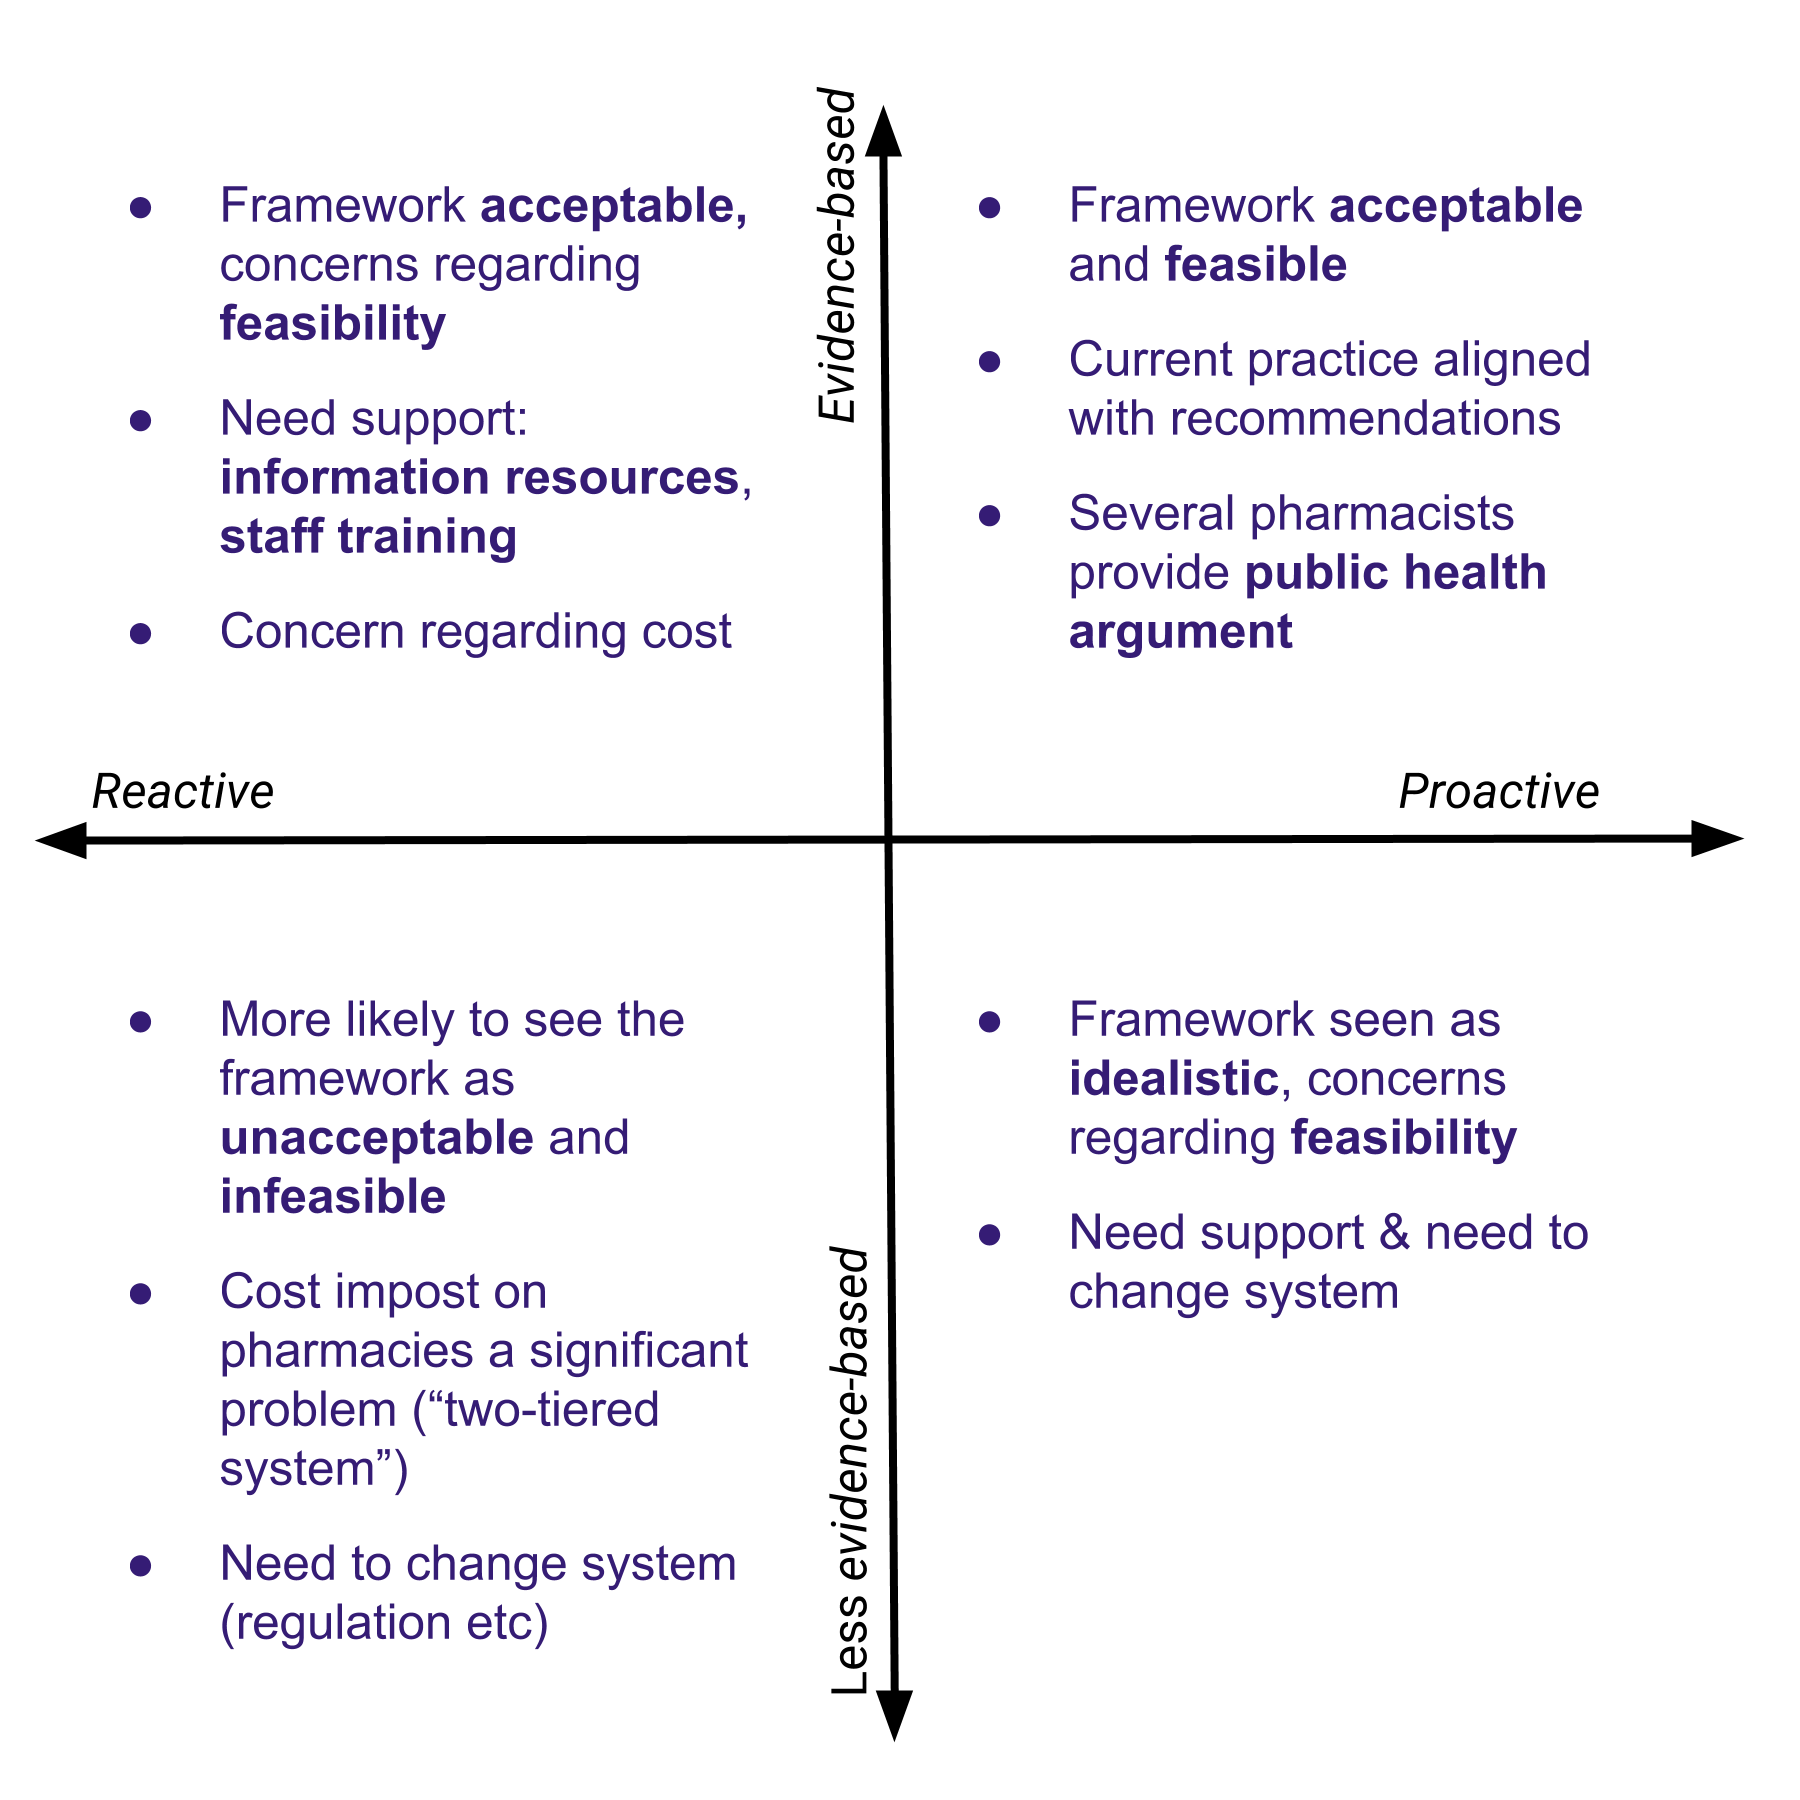 Evidence-based
● Framework acceptable,
concerns regarding
feasibility
● Need support:
information resources,
staff training
● Concern regarding cost
● Framework acceptable
and feasible
● Current practice aligned
with recommendations
● Several pharmacists
provide public health
argument
Reactive
Proactive
● More likely to see the
framework as
unacceptable and
infeasible
● Cost impost on
pharmacies a significant
problem (“two-tiered
system”)
● Need to change system
(regulation etc)
Less evidence-based
● Framework seen as
idealistic, concerns
regarding feasibility
● Need support & need to
change system